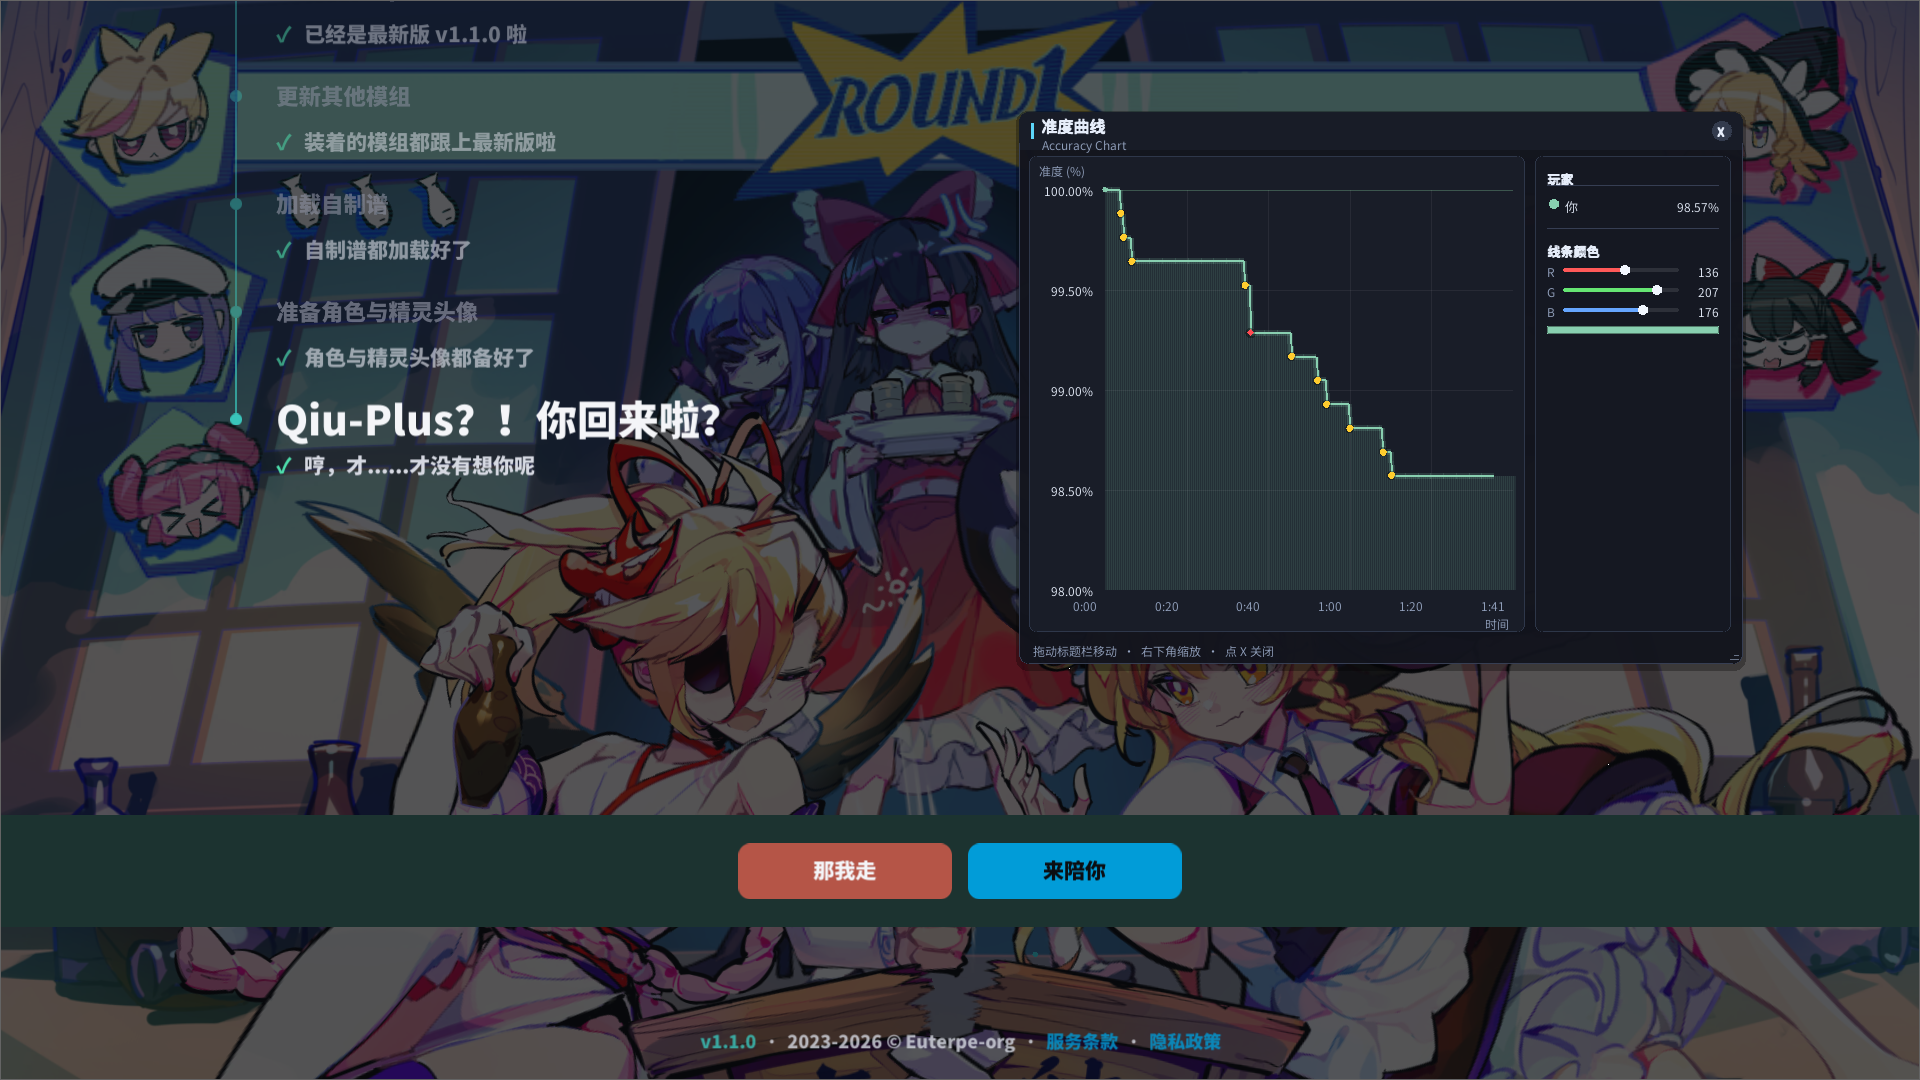 已经是最新版 v1.1.0 啦
ROUND1
更新其他模组
装着的模组都跟上最新版啦
加载自制谱
自制谱都加载好了
准备角色与精灵头像
角色与精灵头像都备好了
Qiu-Plus？！你回来啦？
哼，才……才没有想你呢
准度曲线
X
Accuracy Chart
准度 (%)
100.00%
99.50%
99.00%
98.50%
98.00%
0:00 0:20 0:40 1:00 1:20 1:41
时间
玩家
你 98.57%
线条颜色
R 136
G 207
B 176
拖动标题栏移动 · 右下角缩放 · 点 X 关闭
那我走 来陪你
v1.1.0 · 2023-2026 © Euterpe-org · 服务条款 · 隐私政策